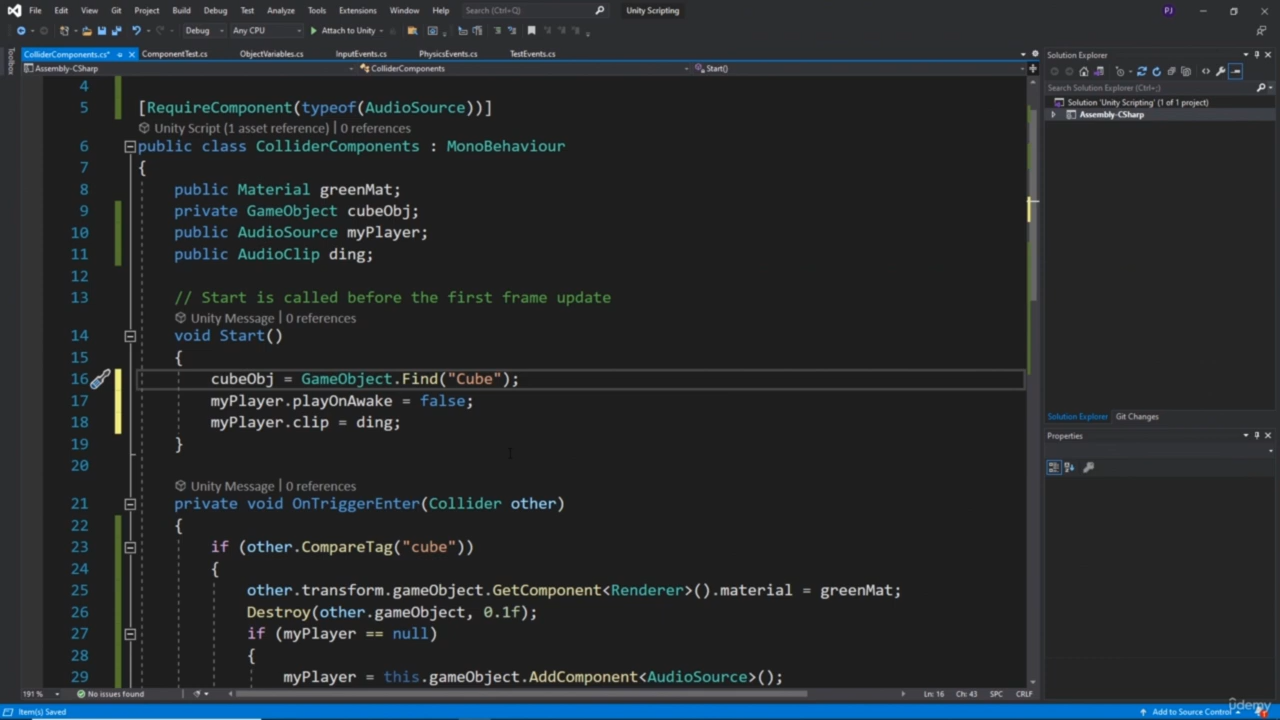 File Edit View Git Project Build Debug Test Analyze Tools Extensions Window Help Search (Ctrl+Q) Unity Scripting PJ
Debug Any CPU Attach to Unity
ColliderComponents.cs* ComponentTest.cs ObjectVariables.cs InputEvents.cs PhysicsEvents.cs TestEvents.cs
Assembly-CSharp ColliderComponents Start()
Toolbox
4
5 [RequireComponent(typeof(AudioSource))]
Unity Script (1 asset reference) | 0 references
6 public class ColliderComponents : MonoBehaviour
7 {
8 public Material greenMat;
9 private GameObject cubeObj;
10 public AudioSource myPlayer;
11 public AudioClip ding;
12
13 // Start is called before the first frame update
Unity Message | 0 references
14 void Start()
15 {
16 cubeObj = GameObject.Find("Cube");
17 myPlayer.playOnAwake = false;
18 myPlayer.clip = ding;
19 }
20
Unity Message | 0 references
21 private void OnTriggerEnter(Collider other)
22 {
23 if (other.CompareTag("cube"))
24 {
25 other.transform.gameObject.GetComponent<Renderer>().material = greenMat;
26 Destroy(other.gameObject, 0.1f);
27 if (myPlayer == null)
28 {
29 myPlayer = this.gameObject.AddComponent<AudioSource>();
191 % No issues found Ln: 16 Ch: 43 SPC CRLF
Solution Explorer
Search Solution Explorer (Ctrl+;)
Solution 'Unity Scripting' (1 of 1 project)
Assembly-CSharp
Solution Explorer Git Changes
Properties
Item(s) Saved Add to Source Control
ûdemy